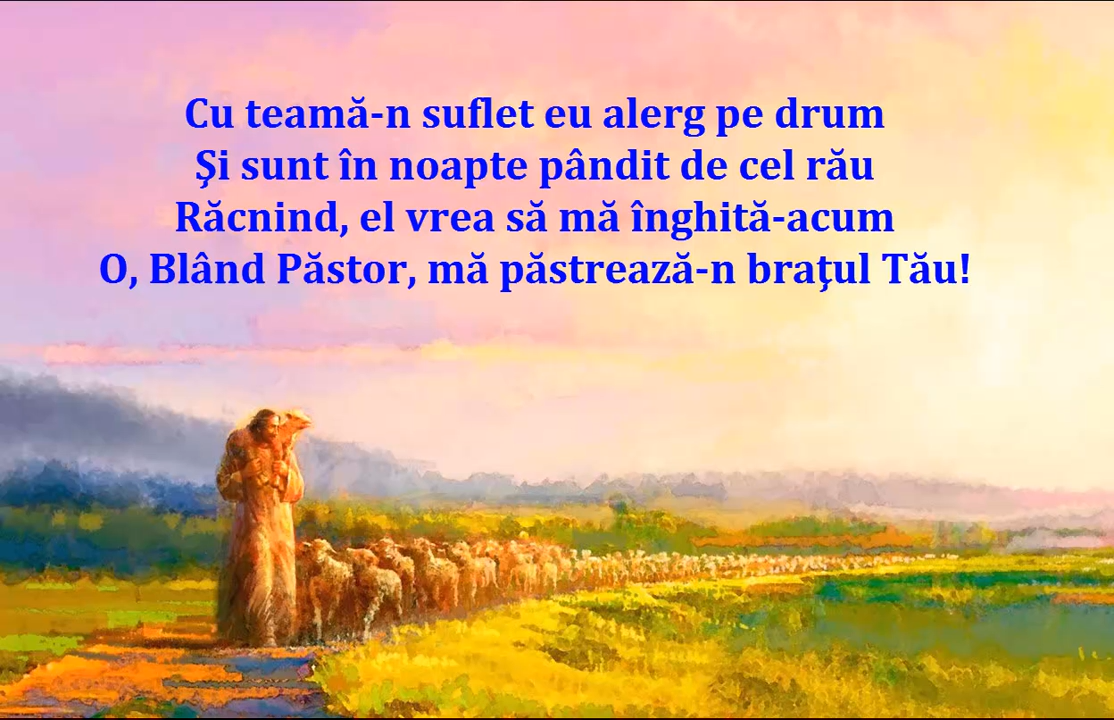 Cu teamă-n suflet eu alerg pe drum
Şi sunt în noapte pândit de cel rău
Răcnind, el vrea să mă înghită-acum
O, Blând Păstor, mă păstrează-n braţul Tău!